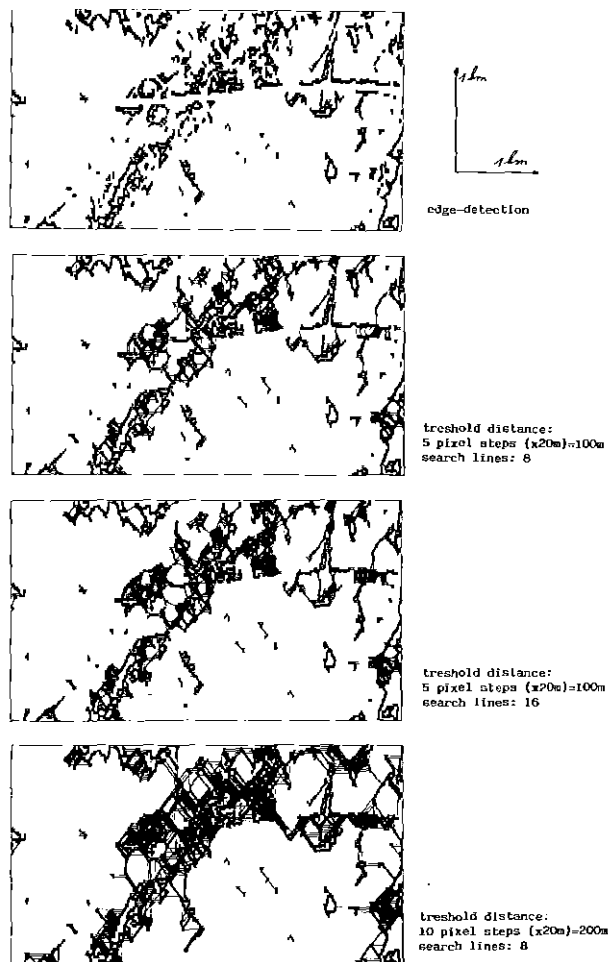 1km
1km
edge-detection
treshold distance:
5 pixel steps (x20m)=100m
search lines: 8
treshold distance:
5 pixel steps (x20m)=100m
search lines: 16
treshold distance:
10 pixel steps (x20m)=200m
search lines: 8